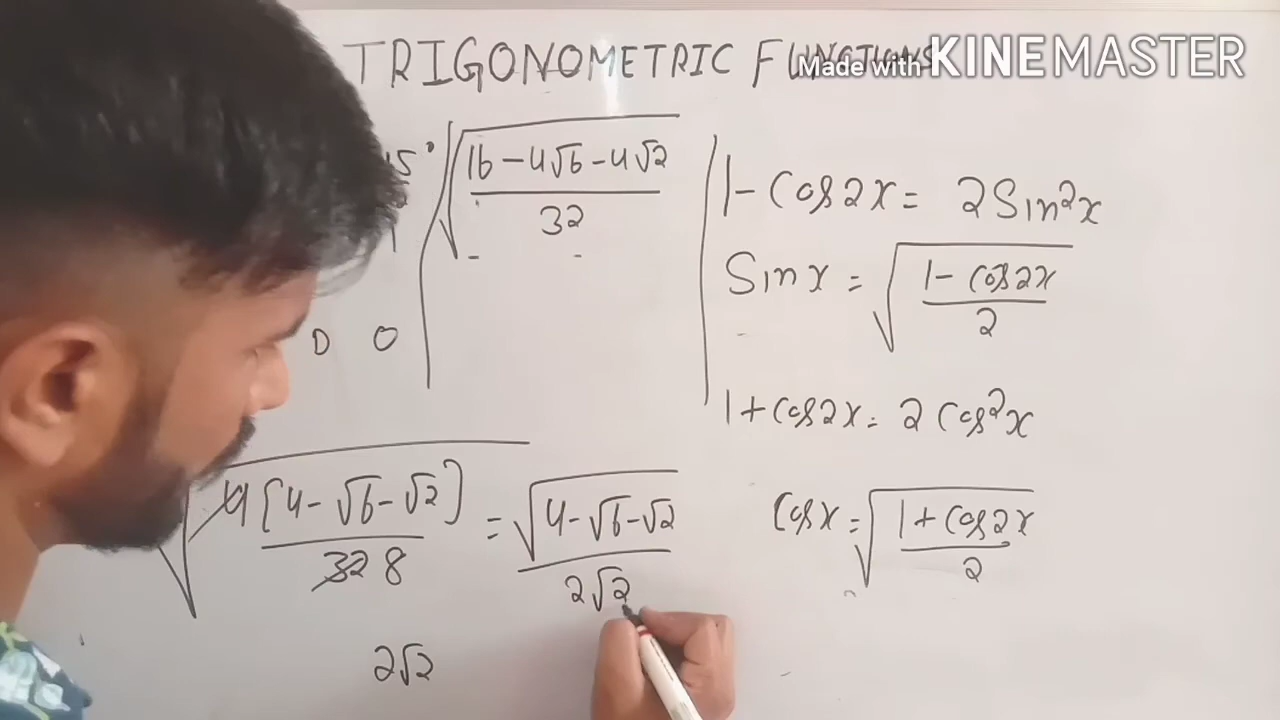 TRIGONOMETRIC FUNCTIONS
Made with KINEMASTER
15°
√(16 - 4√6 - 4√2 / 32)
D O
√(4[4 - √6 - √2] / 32 8) = √(4 - √6 - √2) / 2√2
2√2
1 - Cos2x = 2Sin²x
Sin x = √(1 - Cos2x / 2)
1 + Cos2x = 2Cos²x
Cosx = √(1 + Cos2x / 2)